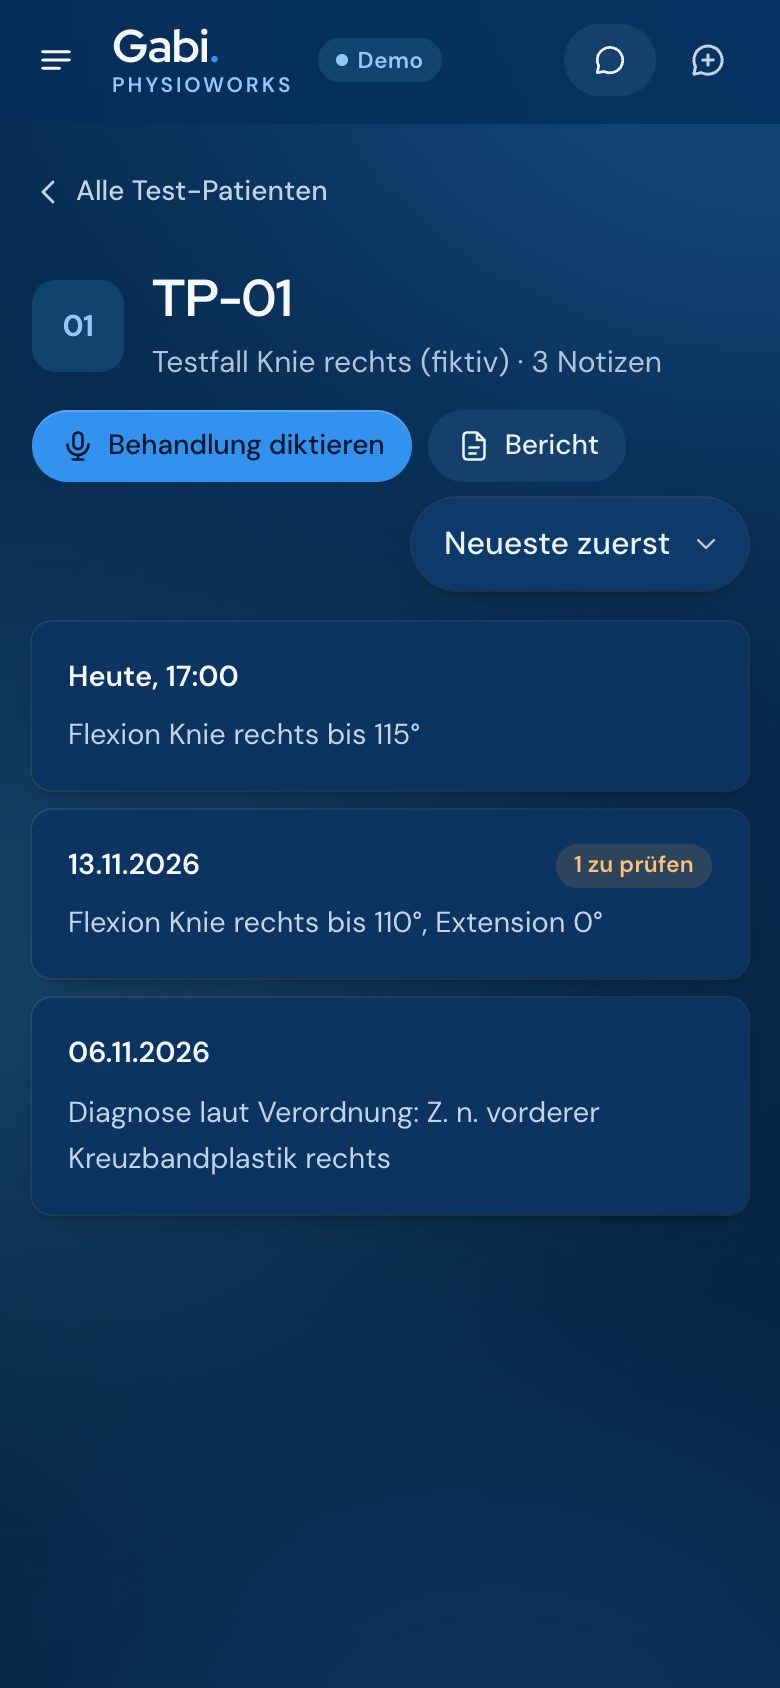 Gabi.
PHYSIOWORKS
Demo
Alle Test-Patienten
01
TP-01
Testfall Knie rechts (fiktiv) · 3 Notizen
Behandlung diktieren
Bericht
Neueste zuerst
Heute, 17:00
Flexion Knie rechts bis 115°
13.11.2026
1 zu prüfen
Flexion Knie rechts bis 110°, Extension 0°
06.11.2026
Diagnose laut Verordnung: Z. n. vorderer
Kreuzbandplastik rechts